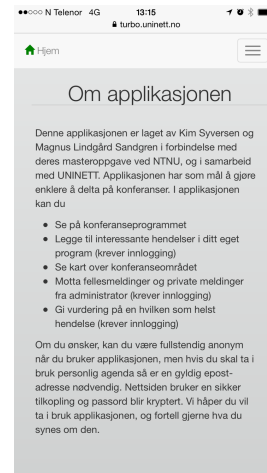 N Telenor 4G 13:15
turbo.uninett.no
Hjem
Om applikasjonen
Denne applikasjonen er laget av Kim Syversen og
Magnus Lindgård Sandgren i forbindelse med
deres masteroppgave ved NTNU, og i samarbeid
med UNINETT. Applikasjonen har som mål å gjøre
enklere å delta på konferanser. I applikasjonen
kan du
• Se på konferanseprogrammet
• Legge til interessante hendelser i ditt eget
program (krever innlogging)
• Se kart over konferanseområdet
• Motta fellesmeldinger og private meldinger
fra administrator (krever innlogging)
• Gi vurdering på en hvilken som helst
hendelse (krever innlogging)
Om du ønsker, kan du være fullstendig anonym
når du bruker applikasjonen, men hvis du skal ta i
bruk personlig agenda så er en gyldig epost-
adresse nødvendig. Nettsiden bruker en sikker
tilkopling og passord blir kryptert. Vi håper du vil
ta i bruk applikasjonen, og fortell gjerne hva du
synes om den.